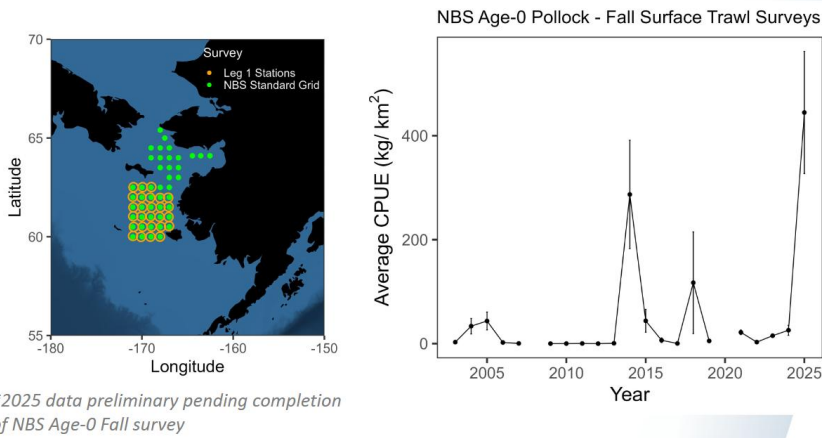 NBS Age-0 Pollock - Fall Surface Trawl Surveys
70
65
60
55
Latitude
-180
-170
-160
-150
Longitude
Survey
Leg 1 Stations
NBS Standard Grid
400
200
0
Average CPUE (kg/ km²)
2005
2010
2015
2020
2025
Year
2025 data preliminary pending completion
of NBS Age-0 Fall survey